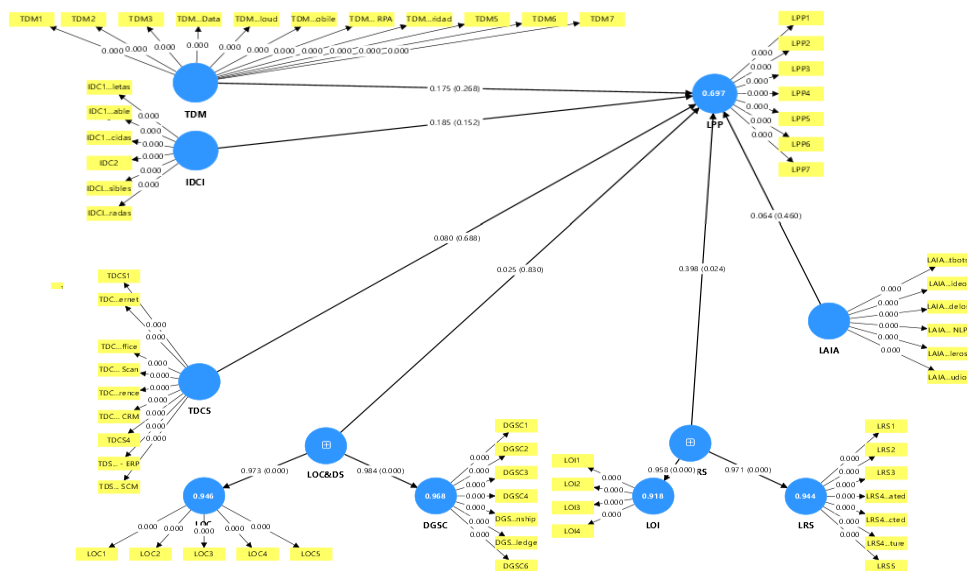 TDM1
TDM2
TDM3
TDM...Data
TDM...loud
TDM...obile
TDM... RPA
TDM...ridad
TDM5
TDM6
TDM7
0.000
0.000
0.000
0.000
0.000
0.000
0.000
0.000
0.000
0.000
0.000
TDM
IDC1...letas
IDC1...able
IDC1...cidas
IDC2
IDCI...sibles
IDCI...radas
0.000
0.000
0.000
0.000
0.000
0.000
IDCI
0.175 (0.268)
0.185 (0.152)
0.697
LPP
LPP1
LPP2
LPP3
LPP4
LPP5
LPP6
LPP7
0.000
0.000
0.000
0.000
0.000
0.000
0.000
0.064 (0.460)
0.080 (0.688)
0.025 (0.830)
0.398 (0.024)
LAIA...tbots
LAIA...ideo
LAIA...delos
LAIA... NLP
LAIA...leros
LAIA...udio
0.000
0.000
0.000
0.000
0.000
0.000
LAIA
TDCS1
TDC...ernet
TDC...ffice
TDC... Scan
TDC...rence
TDC... CRM
TDCS4
TDS... - ERP
TDS... SCM
0.000
0.000
0.000
0.000
0.000
0.000
0.000
0.000
0.000
TDCS
LOC&DS
0.973 (0.000)
0.984 (0.000)
0.946
LOC
0.000
0.000
0.000
0.000
0.000
LOC1
LOC2
LOC3
LOC4
LOC5
0.968
DGSC
DGSC1
DGSC2
DGSC3
DGSC4
DGS...nship
DGS...ledge
DGSC6
0.000
0.000
0.000
0.000
0.000
0.000
0.000
RS
0.958 (0.000)
0.971 (0.000)
LOI1
LOI2
LOI3
LOI4
0.000
0.000
0.000
0.000
0.918
LOI
0.944
LRS
LRS1
LRS2
LRS3
LRS4...ated
LRS4...cted
LRS4...ture
LRS5
0.000
0.000
0.000
0.000
0.000
0.000
0.000